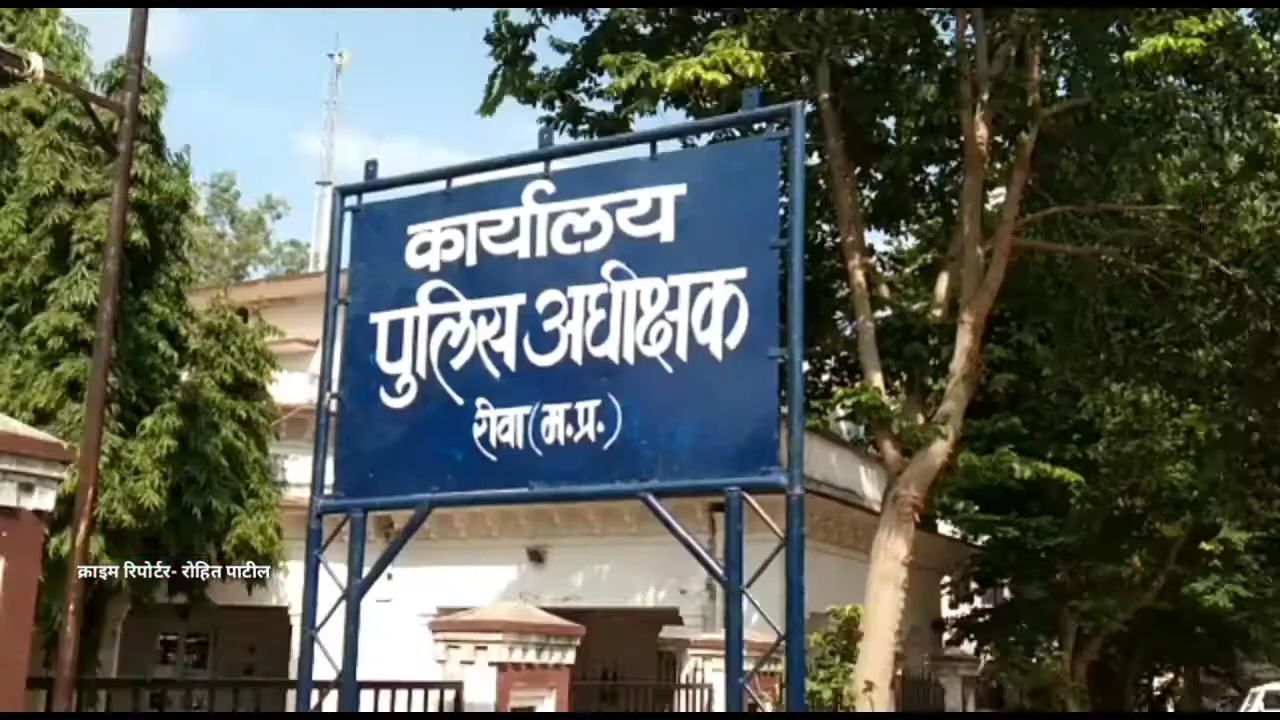 कार्यालय
पुलिस अधीक्षक
रीवा (म.प्र.)
क्राइम रिपोर्टर- रोहित पाटील